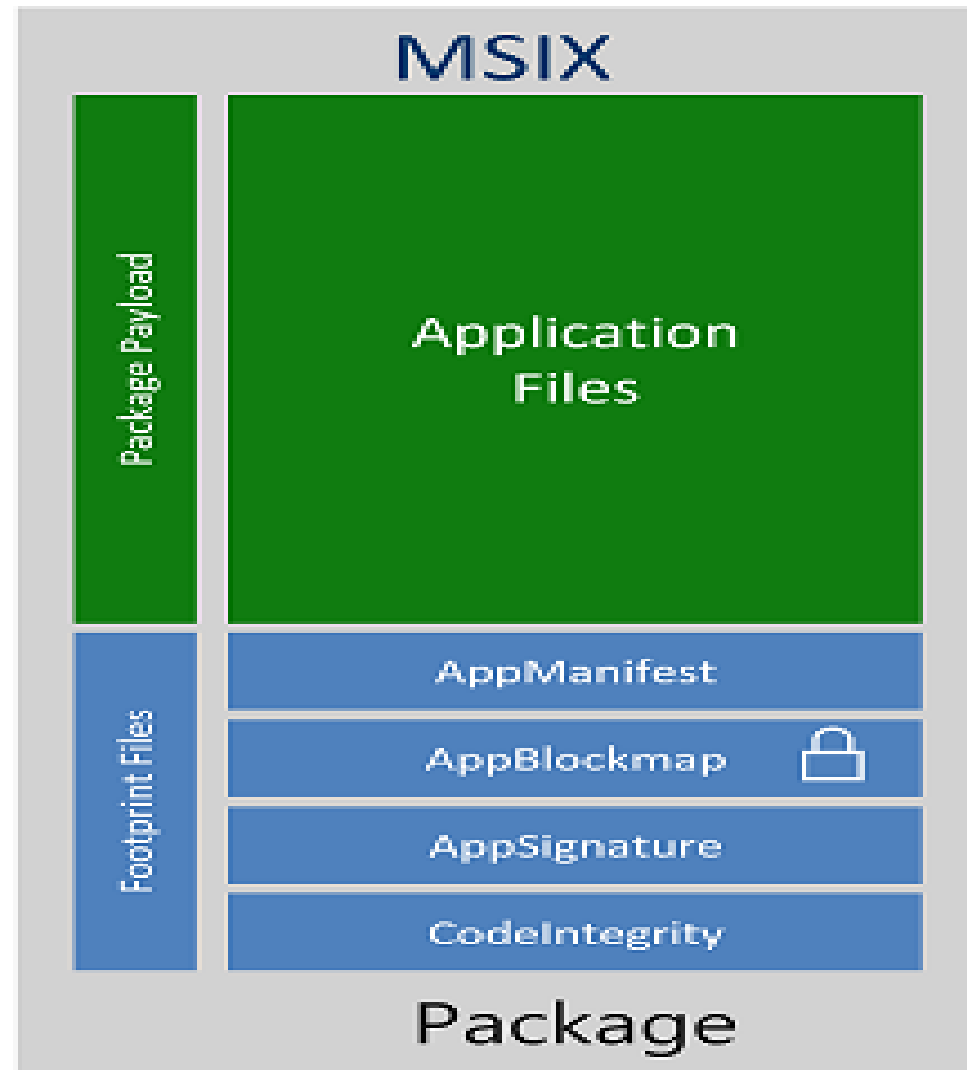 MSIX
Package Payload
Application
Files
Footprint Files
AppManifest
AppBlockmap
AppSignature
CodeIntegrity
Package